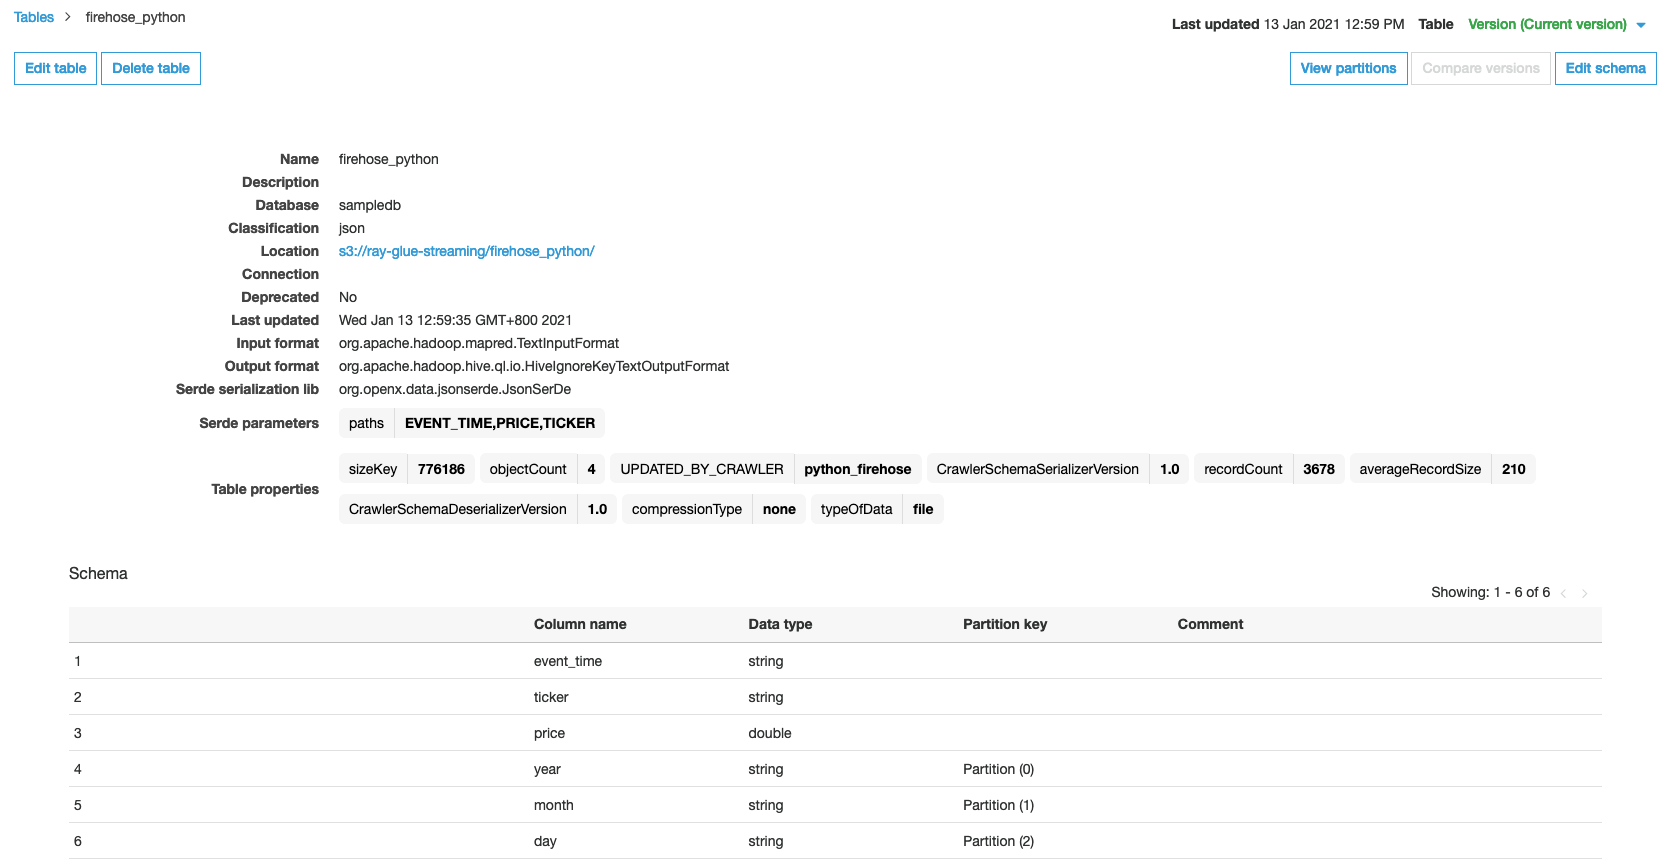 Tables > firehose_python
Last updated 13 Jan 2021 12:59 PM Table Version (Current version)
Edit table Delete table
View partitions Compare versions Edit schema
Name firehose_python
Description
Database sampledb
Classification json
Location s3://ray-glue-streaming/firehose_python/
Connection
Deprecated No
Last updated Wed Jan 13 12:59:35 GMT+800 2021
Input format org.apache.hadoop.mapred.TextInputFormat
Output format org.apache.hadoop.hive.ql.io.HiveIgnoreKeyTextOutputFormat
Serde serialization lib org.openx.data.jsonserde.JsonSerDe
Serde parameters paths EVENT_TIME,PRICE,TICKER
Table properties
sizeKey 776186 objectCount 4 UPDATED_BY_CRAWLER python_firehose CrawlerSchemaSerializerVersion 1.0 recordCount 3678 averageRecordSize 210
CrawlerSchemaDeserializerVersion 1.0 compressionType none typeOfData file
Schema
Showing: 1 - 6 of 6 < >
Column name Data type Partition key Comment
1 event_time string
2 ticker string
3 price double
4 year string Partition (0)
5 month string Partition (1)
6 day string Partition (2)